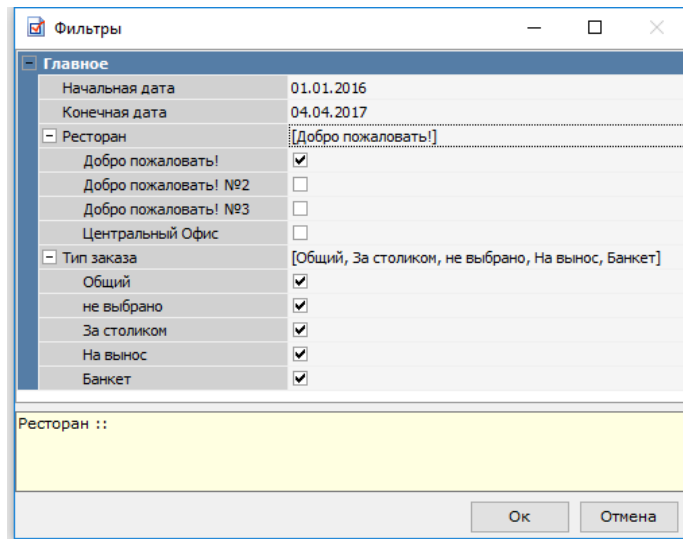 Фильтры
Главное
Начальная дата 01.01.2016
Конечная дата 04.04.2017
Ресторан [Добро пожаловать!]
Добро пожаловать!
Добро пожаловать! №2
Добро пожаловать! №3
Центральный Офис
Тип заказа [Общий, За столиком, не выбрано, На вынос, Банкет]
Общий
не выбрано
За столиком
На вынос
Банкет
Ресторан ::
Ок Отмена